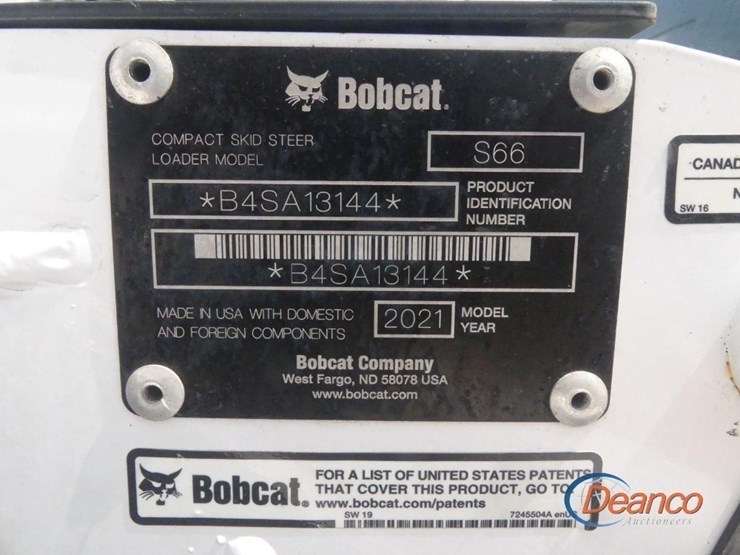 Bobcat.
COMPACT SKID STEER
LOADER MODEL
S66
*B4SA13144*
PRODUCT
IDENTIFICATION
NUMBER
*B4SA13144*
MADE IN USA WITH DOMESTIC
AND FOREIGN COMPONENTS
2021
MODEL
YEAR
Bobcat Company
West Fargo, ND 58078 USA
www.bobcat.com
CANAD
N
SW 16
Bobcat.
FOR A LIST OF UNITED STATES PATENTS
THAT COVER THIS PRODUCT, GO TO
www.bobcat.com/patents
SW 19
7245504A enUS
Deanco
Auctioneers